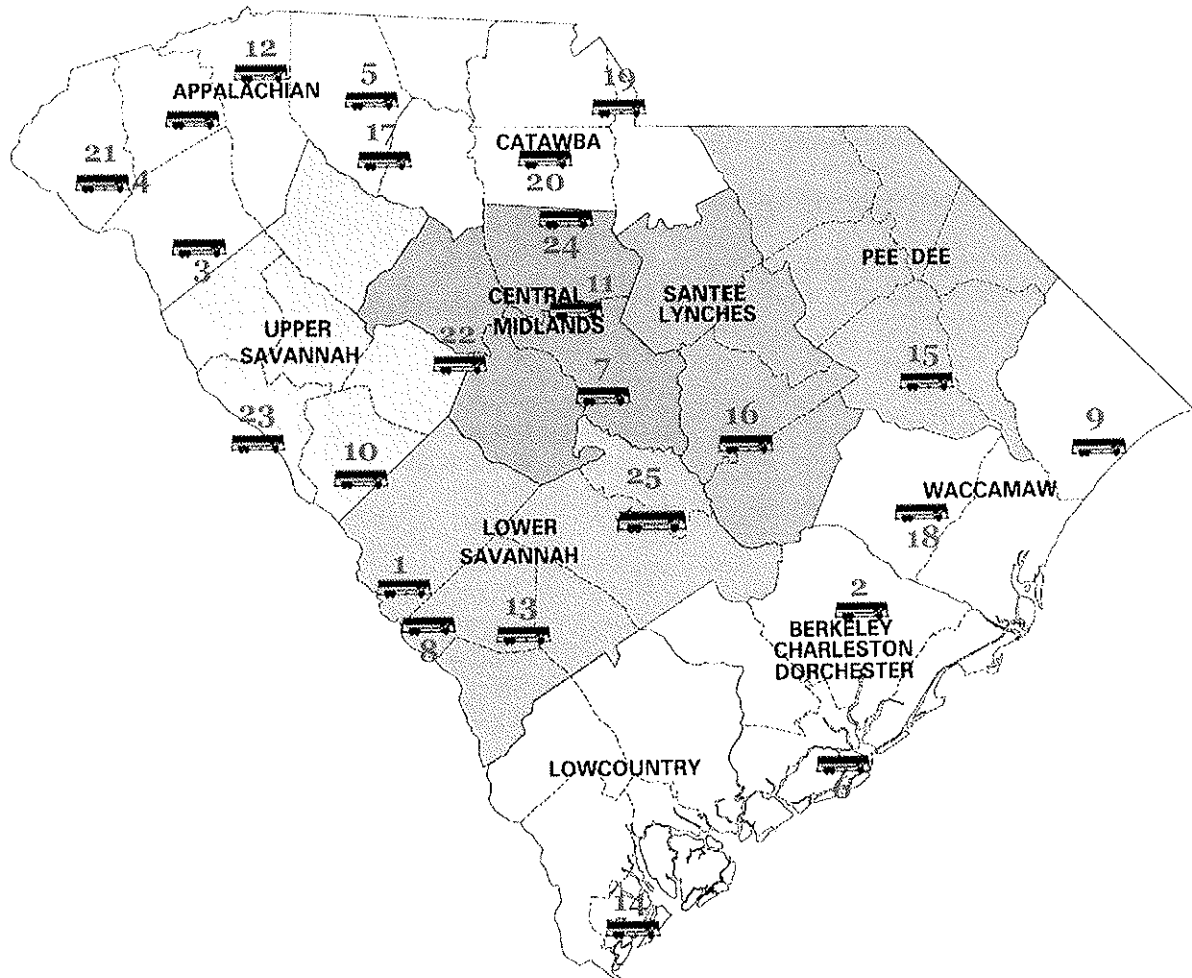 12
5
19
APPALACHIAN
17
CATAWBA
21
4
20
3
24
PEE DEE
11
CENTRAL
MIDLANDS
SANTEE
LYNCHES
UPPER
SAVANNAH
22
7
15
23
16
9
10
25
WACCAMAW
LOWER
SAVANNAH
18
1
13
2
8
BERKELEY
CHARLESTON
DORCHESTER
LOWCOUNTRY
6
14